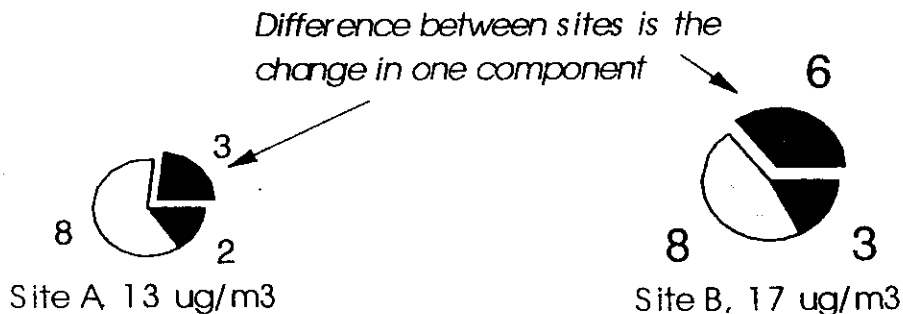 Difference between sites is the
change in one component
3
8
2
Site A 13 ug/m3
6
8
3
Site B, 17 ug/m3